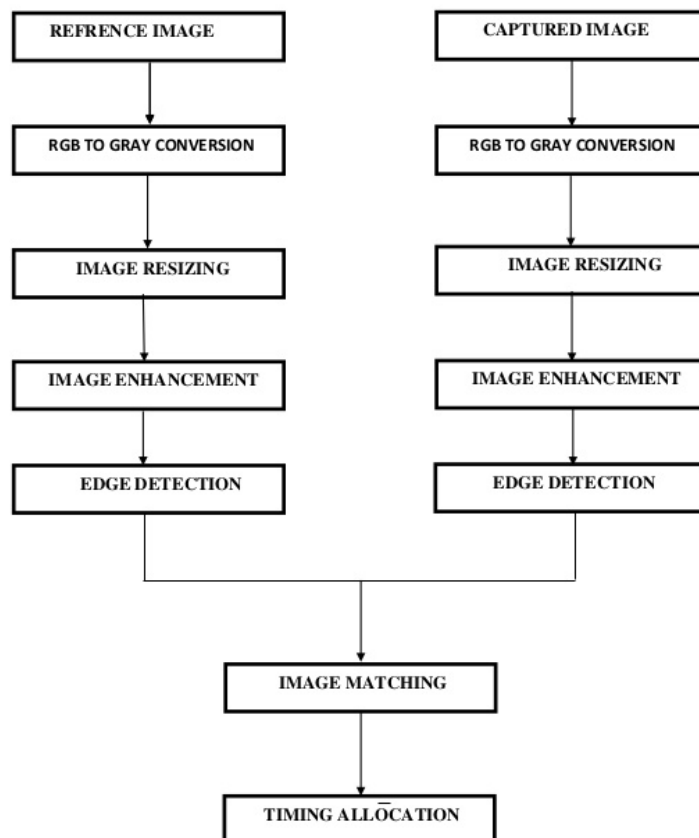 REFRENCE IMAGE
RGB TO GRAY CONVERSION
IMAGE RESIZING
IMAGE ENHANCEMENT
EDGE DETECTION
CAPTURED IMAGE
RGB TO GRAY CONVERSION
IMAGE RESIZING
IMAGE ENHANCEMENT
EDGE DETECTION
IMAGE MATCHING
TIMING ALLOCATION